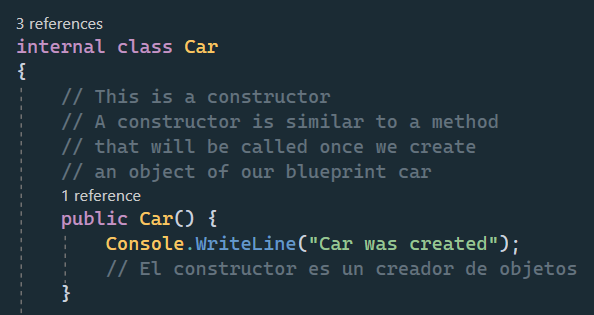 3 references
internal class Car
{
// This is a constructor
// A constructor is similar to a method
// that will be called once we create
// an object of our blueprint car
1 reference
public Car() {
Console.WriteLine("Car was created");
// El constructor es un creador de objetos
}